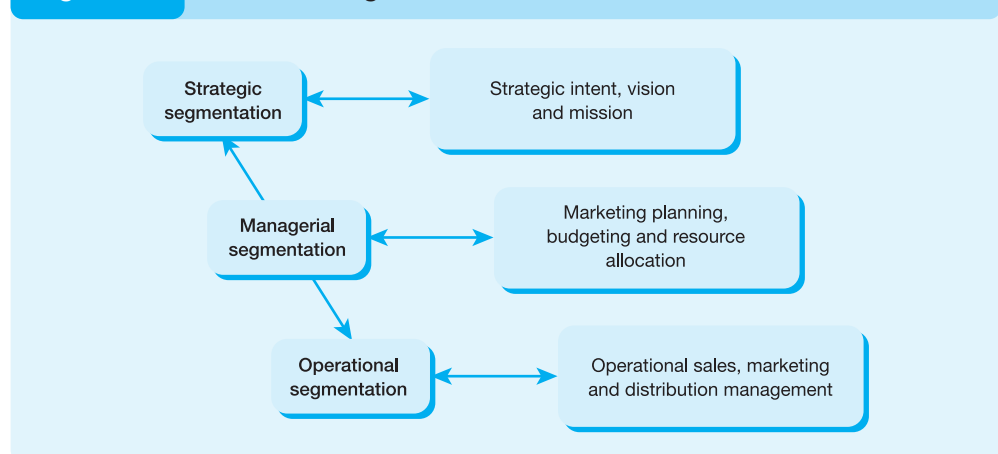 Strategic
segmentation
Strategic intent, vision
and mission
Managerial
segmentation
Marketing planning,
budgeting and resource
allocation
Operational
segmentation
Operational sales, marketing
and distribution management